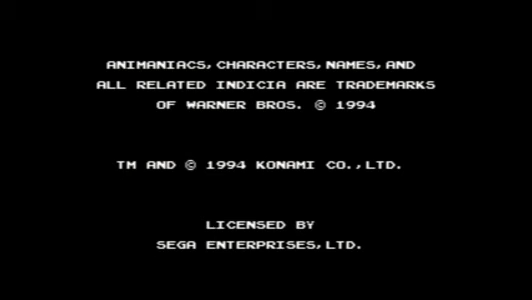 ANIMANIACS, CHARACTERS, NAMES, AND
ALL RELATED INDICIA ARE TRADEMARKS
OF WARNER BROS. © 1994
TM AND © 1994 KONAMI CO., LTD.
LICENSED BY
SEGA ENTERPRISES, LTD.